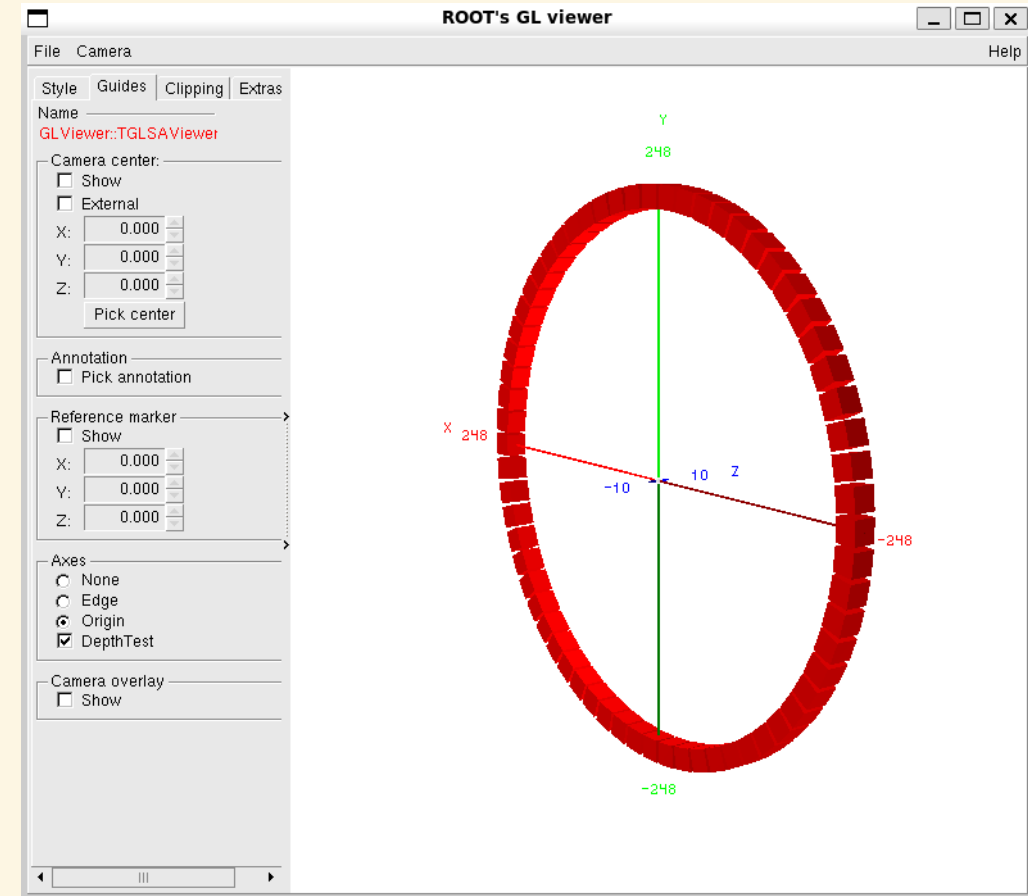 ROOT's GL viewer
File Camera Help
Style Guides Clipping Extras
Name
GLViewer::TGLSAViewer
Camera center:
Show
External
X: 0.000
Y: 0.000
Z: 0.000
Pick center
Annotation
Pick annotation
Reference marker
Show
X: 0.000
Y: 0.000
Z: 0.000
Axes
None
Edge
Origin
DepthTest
Camera overlay
Show
Y
248
X 248
-10 10 Z
-248
-248